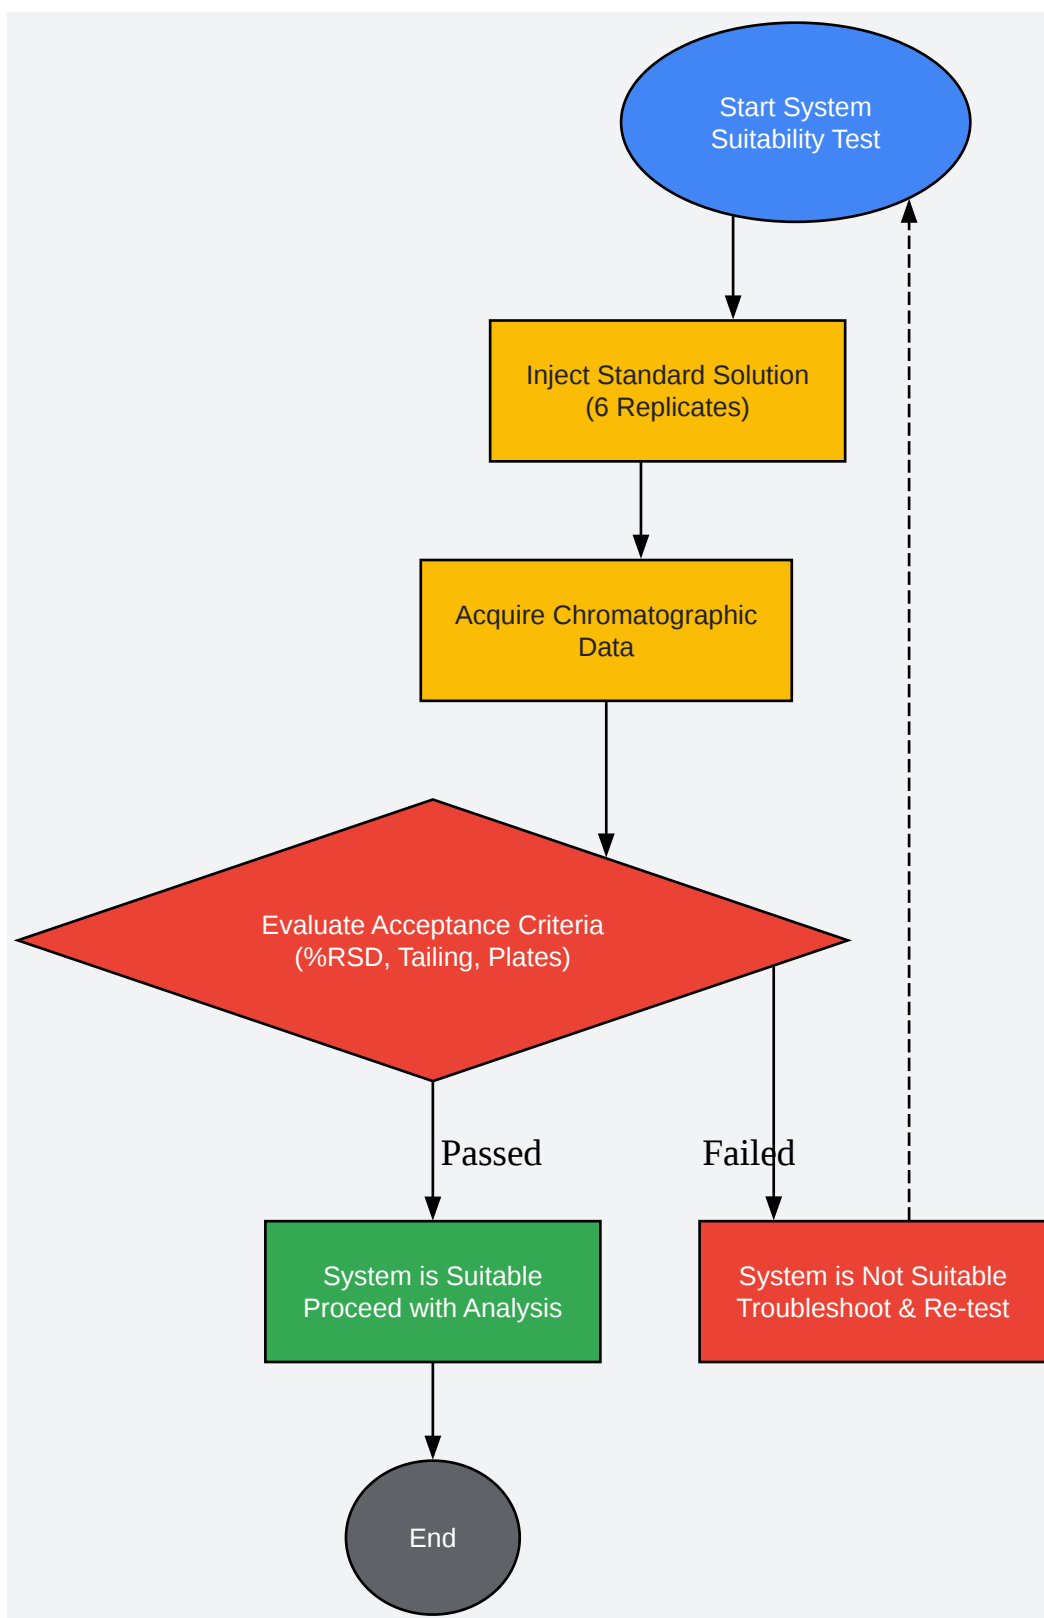 Start System
Suitability Test
Inject Standard Solution
(6 Replicates)
Acquire Chromatographic
Data
Evaluate Acceptance Criteria
(%RSD, Tailing, Plates)
Passed
Failed
System is Suitable
Proceed with Analysis
System is Not Suitable
Troubleshoot & Re-test
End